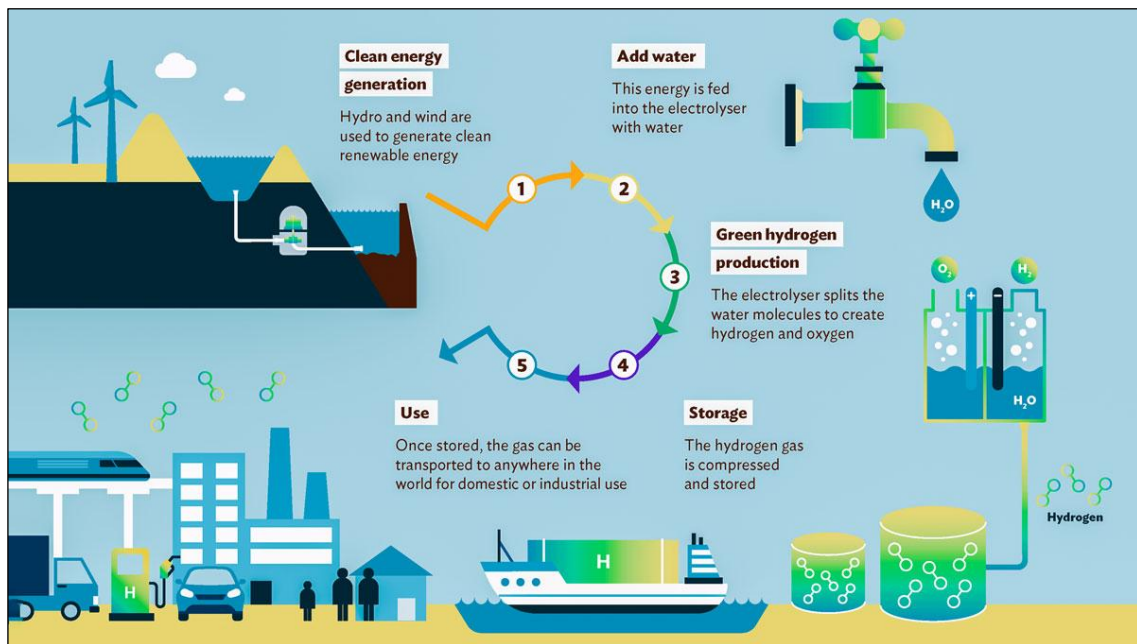 Clean energy
generation
Hydro and wind are
used to generate clean
renewable energy
1
Add water
This energy is fed
into the electrolyser
with water
2
H₂O
Green hydrogen
production
The electrolyser splits the
water molecules to create
hydrogen and oxygen
3
O₂
H₂
+
−
H₂O
Storage
The hydrogen gas
is compressed
and stored
4
Hydrogen
Use
Once stored, the gas can be
transported to anywhere in the
world for domestic or industrial use
5
H
H